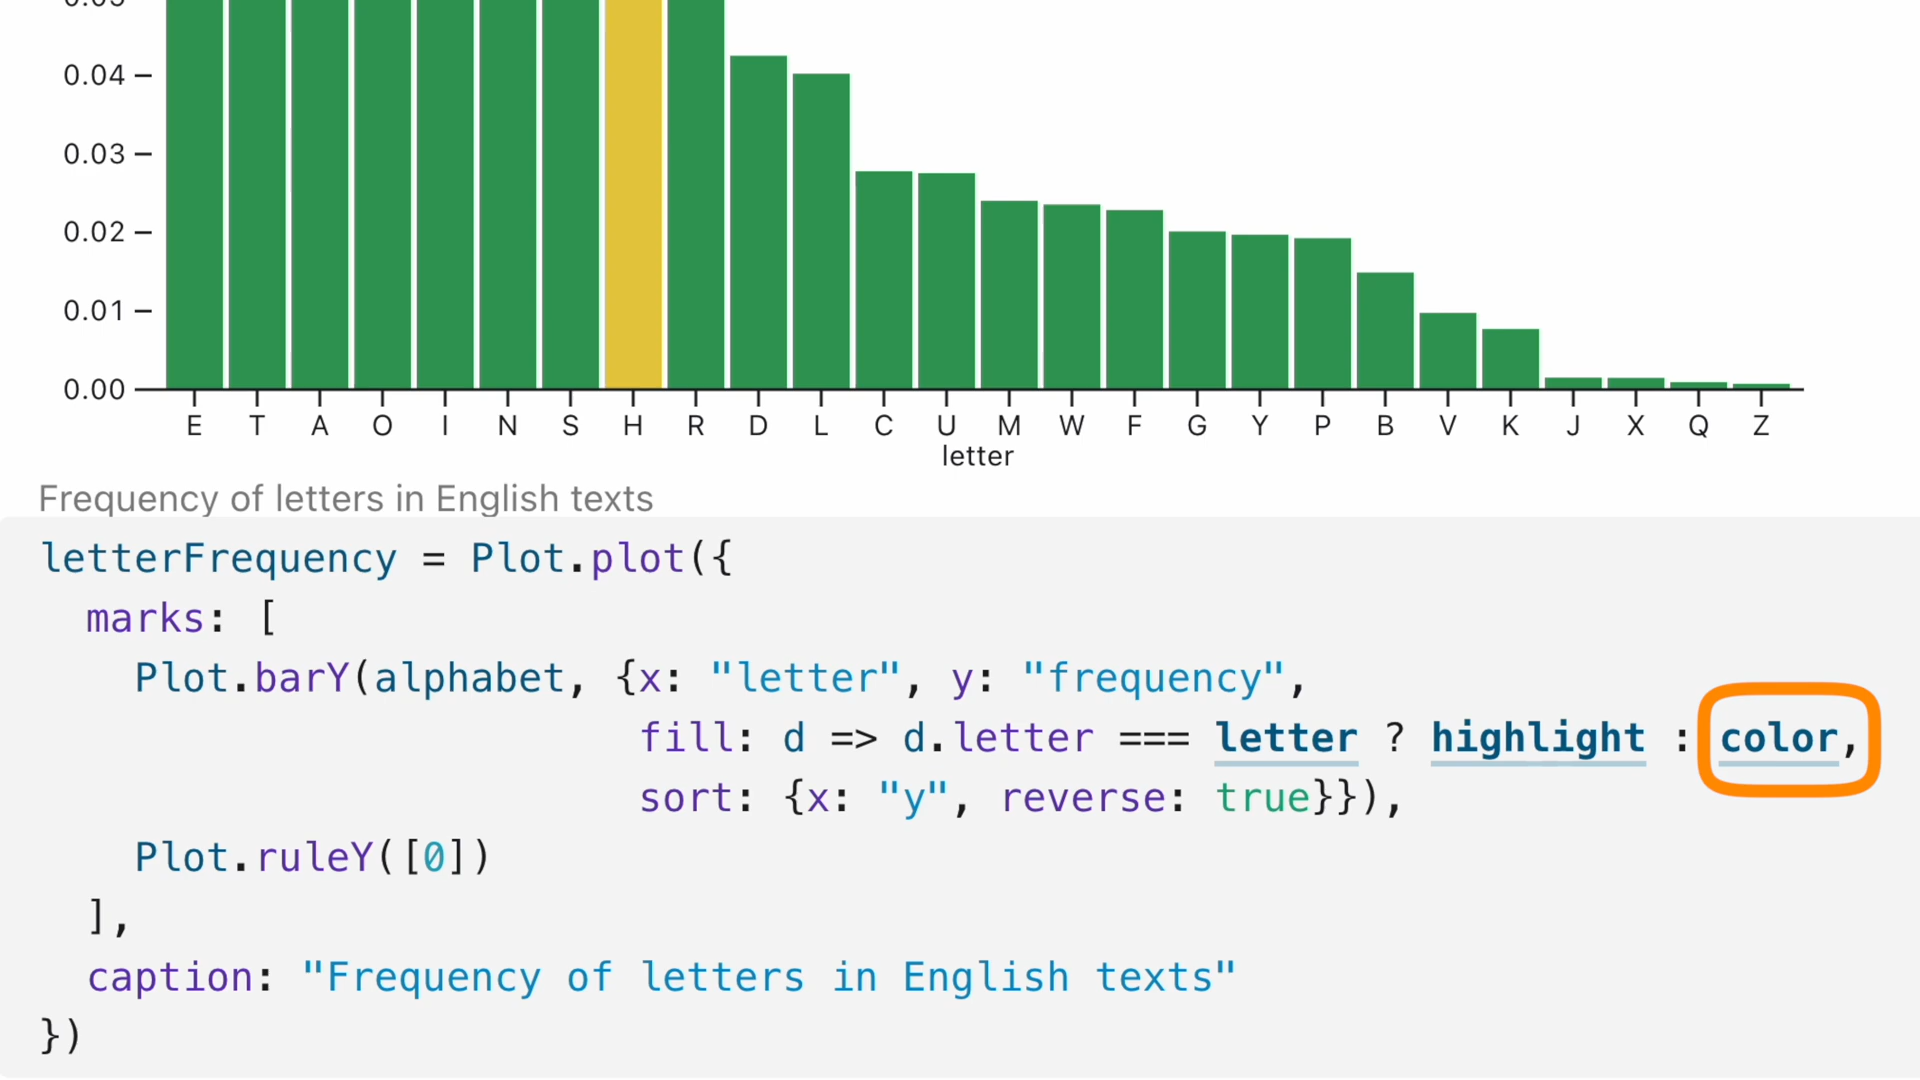 0.04
0.03
0.02
0.01
0.00
E T A O I N S H R D L C U M W F G Y P B V K J X Q Z
letter
Frequency of letters in English texts
letterFrequency = Plot.plot({
marks: [
Plot.barY(alphabet, {x: "letter", y: "frequency",
fill: d => d.letter === letter ? highlight : color,
sort: {x: "y", reverse: true}}),
Plot.ruleY([0])
],
caption: "Frequency of letters in English texts"
})